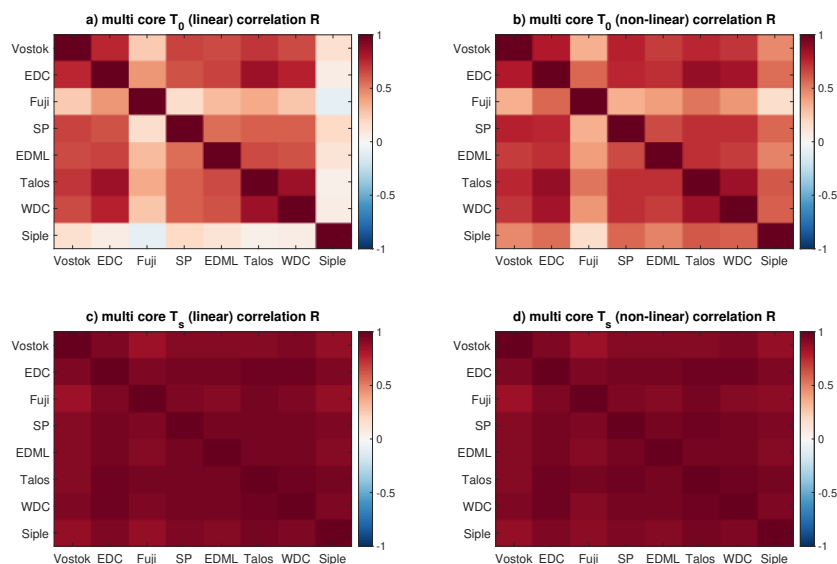 a) multi core T_0 (linear) correlation R
Vostok
EDC
Fuji
SP
EDML
Talos
WDC
Siple
Vostok EDC Fuji SP EDML Talos WDC Siple
1
0.5
0
-0.5
-1
b) multi core T_0 (non-linear) correlation R
Vostok
EDC
Fuji
SP
EDML
Talos
WDC
Siple
Vostok EDC Fuji SP EDML Talos WDC Siple
1
0.5
0
-0.5
-1
c) multi core T_s (linear) correlation R
Vostok
EDC
Fuji
SP
EDML
Talos
WDC
Siple
Vostok EDC Fuji SP EDML Talos WDC Siple
1
0.5
0
-0.5
-1
d) multi core T_s (non-linear) correlation R
Vostok
EDC
Fuji
SP
EDML
Talos
WDC
Siple
Vostok EDC Fuji SP EDML Talos WDC Siple
1
0.5
0
-0.5
-1